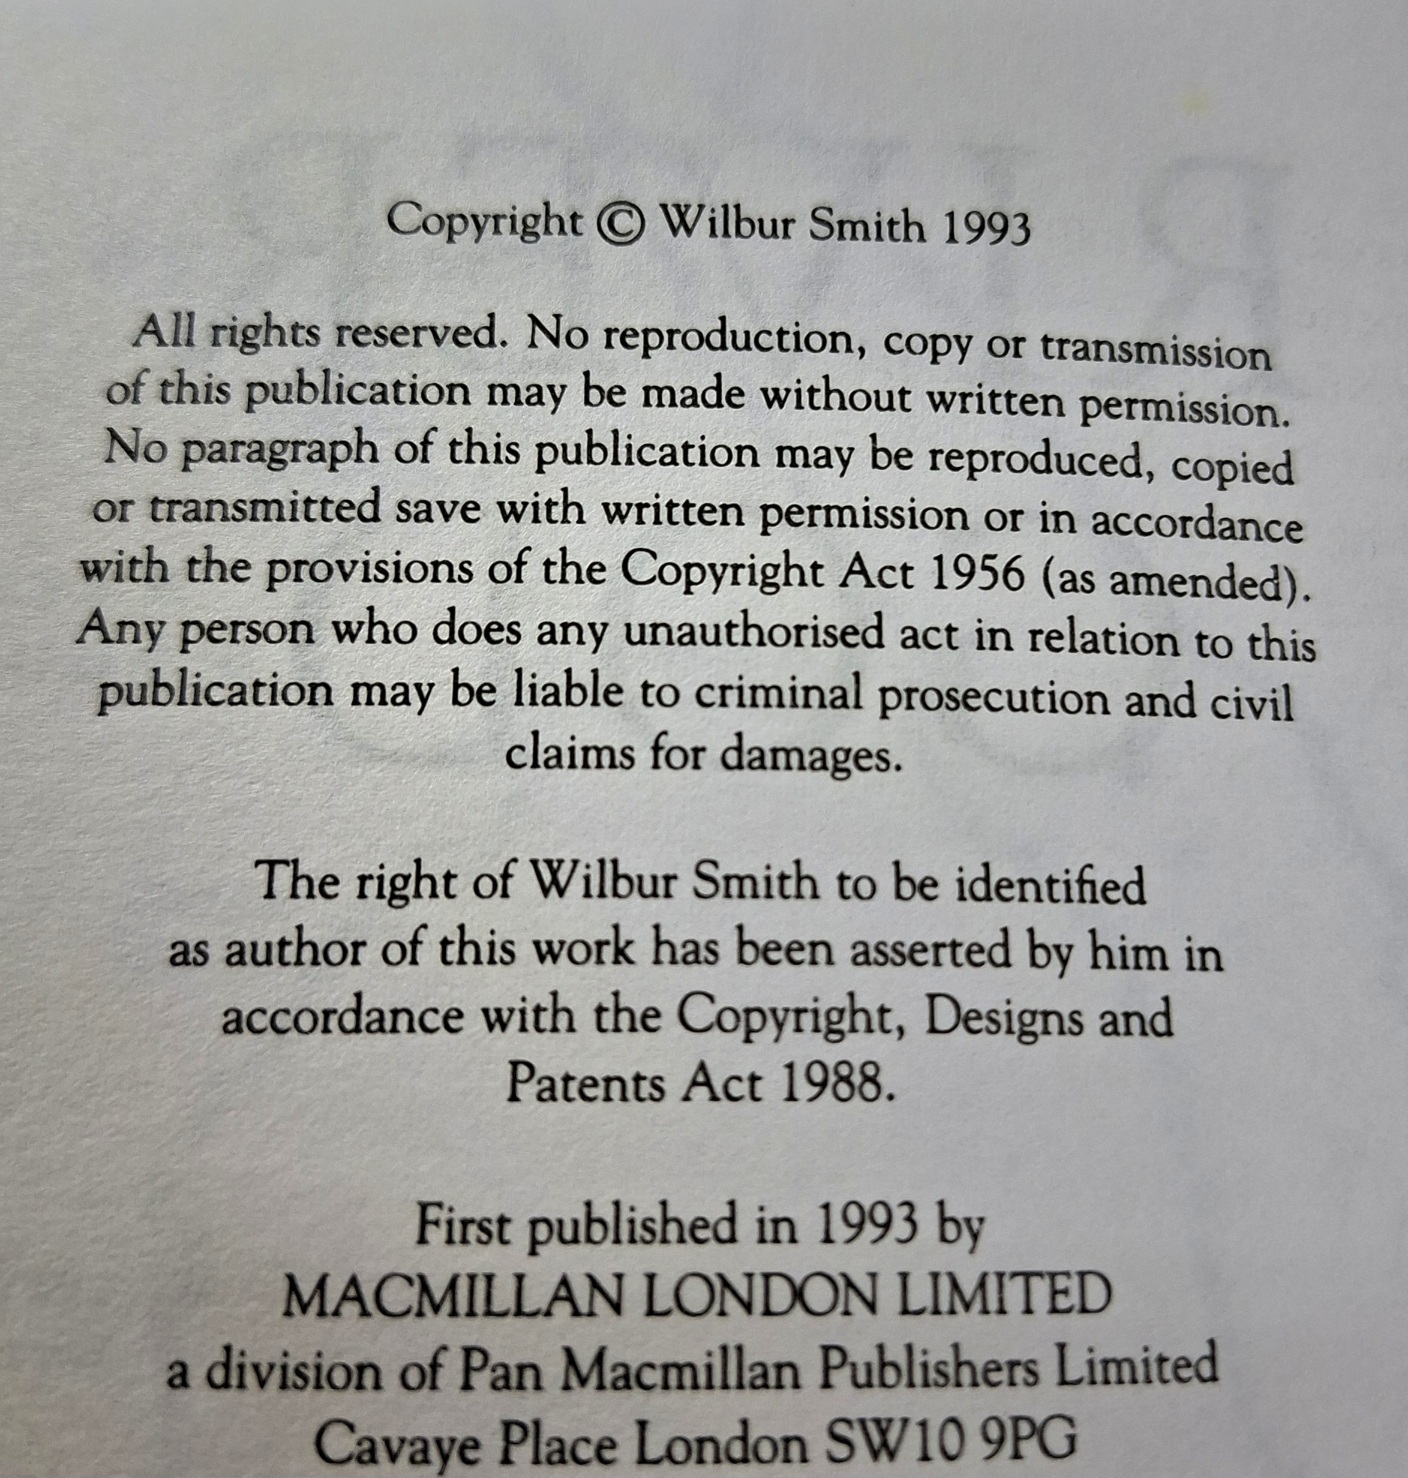 Copyright © Wilbur Smith 1993
All rights reserved. No reproduction, copy or transmission
of this publication may be made without written permission.
No paragraph of this publication may be reproduced, copied
or transmitted save with written permission or in accordance
with the provisions of the Copyright Act 1956 (as amended).
Any person who does any unauthorised act in relation to this
publication may be liable to criminal prosecution and civil
claims for damages.
The right of Wilbur Smith to be identified
as author of this work has been asserted by him in
accordance with the Copyright, Designs and
Patents Act 1988.
First published in 1993 by
MACMILLAN LONDON LIMITED
a division of Pan Macmillan Publishers Limited
Cavaye Place London SW10 9PG